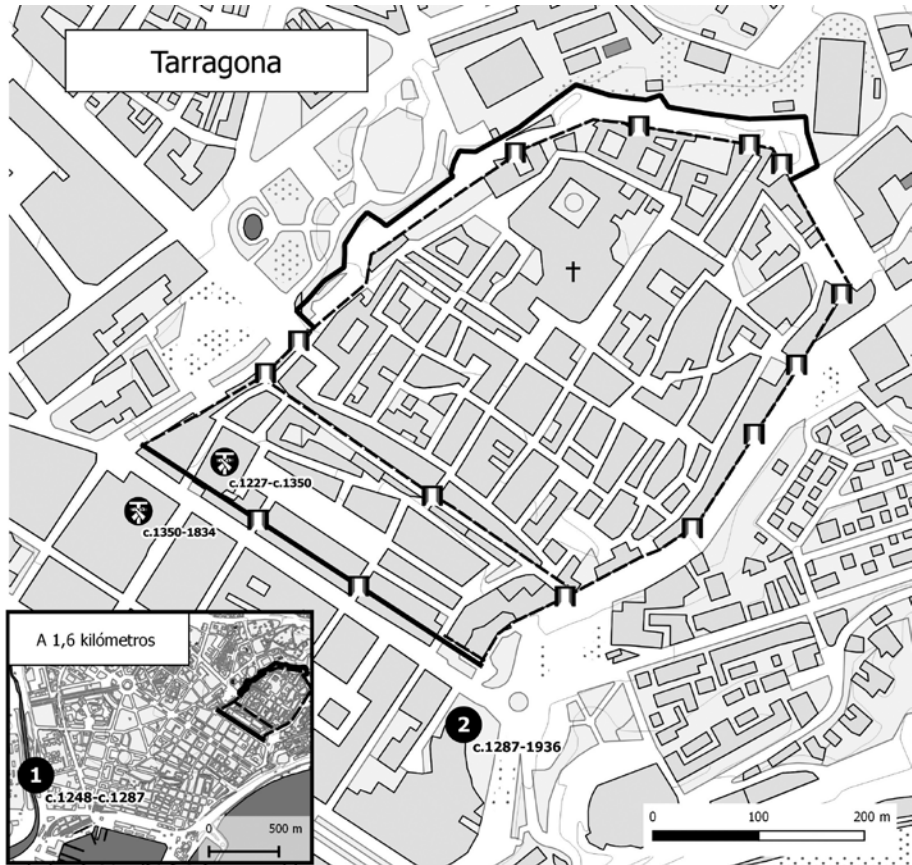 Tarragona
c.1227-c.1350
c.1350-1834
A 1,6 kilómetros
2
c.1287-1936
1
c.1248-c.1287
0 500 m
0 100 200 m